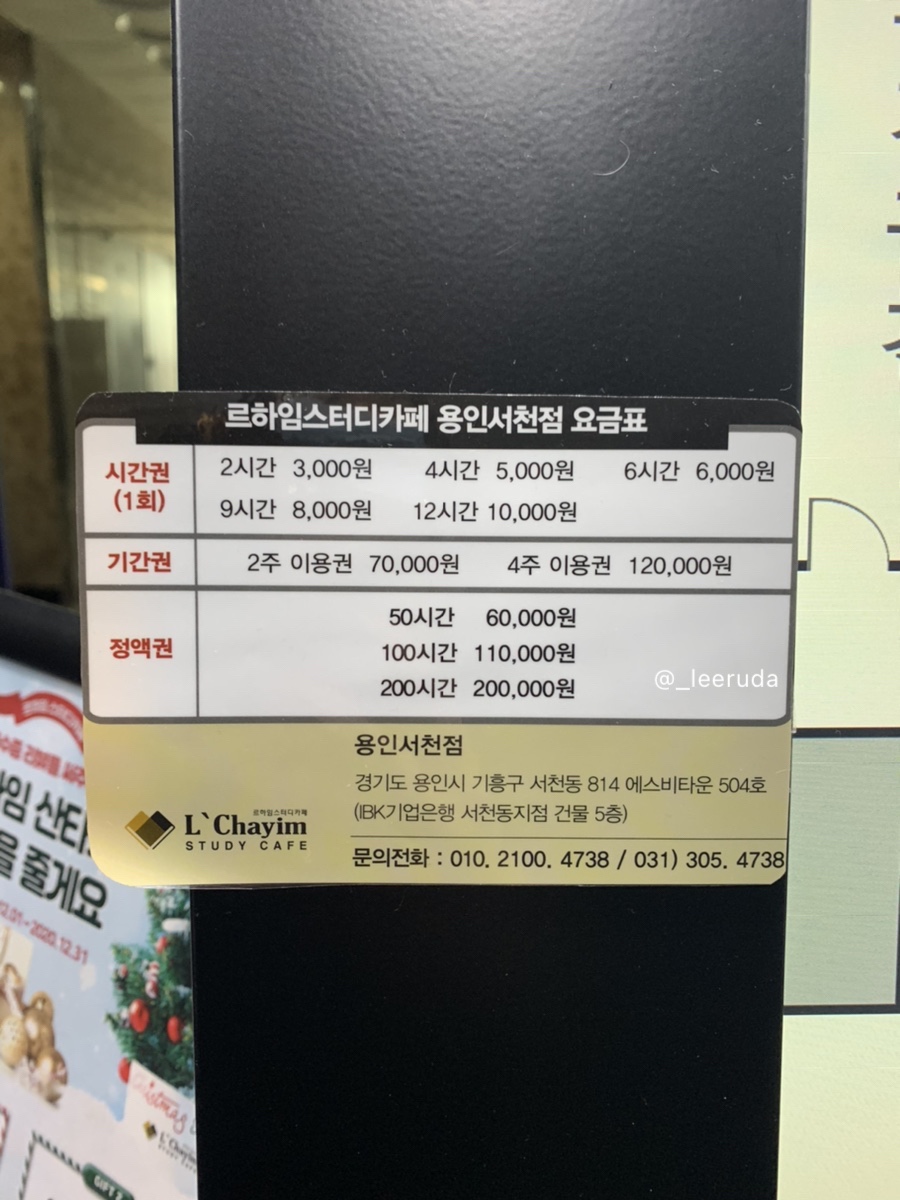 르하임스터디카페 용인서천점 요금표
시간권
(1회)
2시간 3,000원 4시간 5,000원 6시간 6,000원
9시간 8,000원 12시간 10,000원
기간권
2주 이용권 70,000원 4주 이용권 120,000원
정액권
50시간 60,000원
100시간 110,000원
200시간 200,000원
@_leeruda
용인서천점
경기도 용인시 기흥구 서천동 814 에스비타운 504호
(IBK기업은행 서천동지점 건물 5층)
르하임스터디카페
L`Chayim
STUDY CAFE
문의전화 : 010. 2100. 4738 / 031) 305. 4738
임 산타
을 줄게요
2020.12.31
Christmas
L`Chayim
GIFT 2